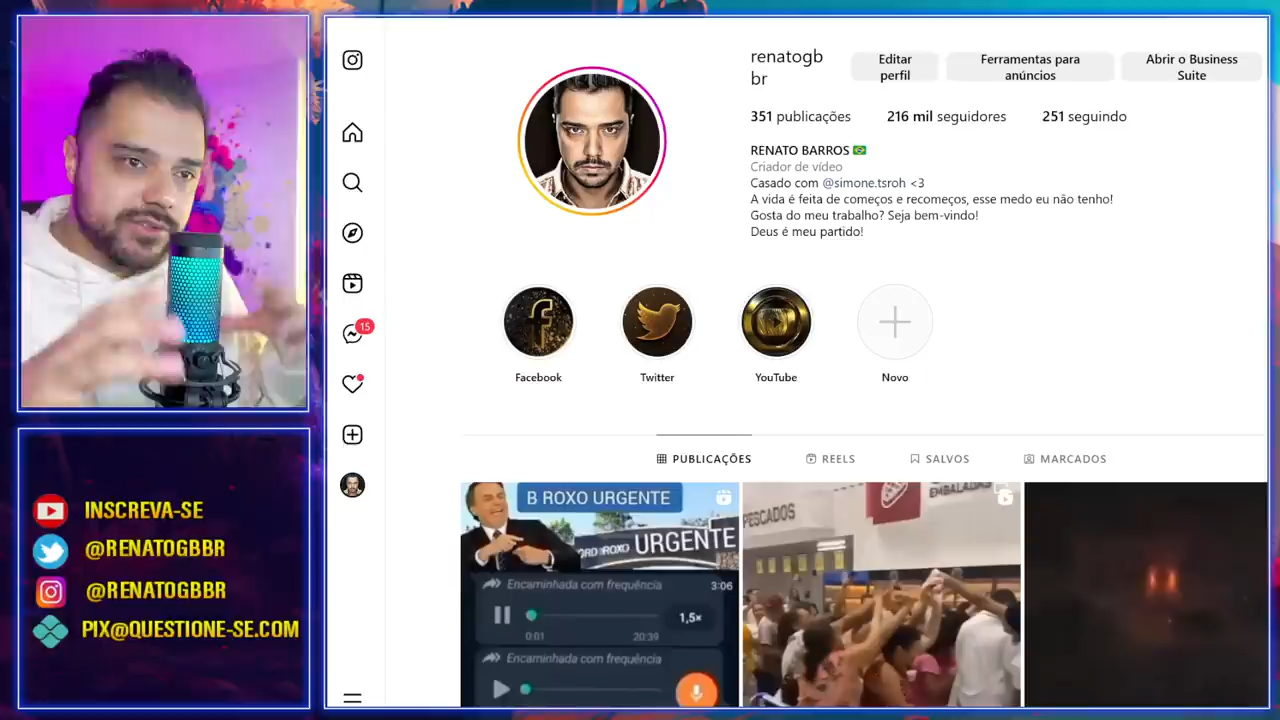 renatogb
br
Editar
perfil
Ferramentas para
anúncios
Abrir o Business
Suite
351 publicações
216 mil seguidores
251 seguindo
RENATO BARROS 🇧🇷
Criador de vídeo
Casado com @simone.tsroh <3
A vida é feita de começos e recomeços, esse medo eu não tenho!
Gosta do meu trabalho? Seja bem-vindo!
Deus é meu partido!
15
Facebook
Twitter
YouTube
Novo
PUBLICAÇÕES
REELS
SALVOS
MARCADOS
B ROXO URGENTE
URGENTE
Encaminhada com frequência
3:06
1,5×
0:01
20:39
Encaminhada com frequência
PESCADOS
EMBALADAS
INSCREVA-SE
@RENATOGBBR
@RENATOGBBR
PIX@QUESTIONE-SE.COM